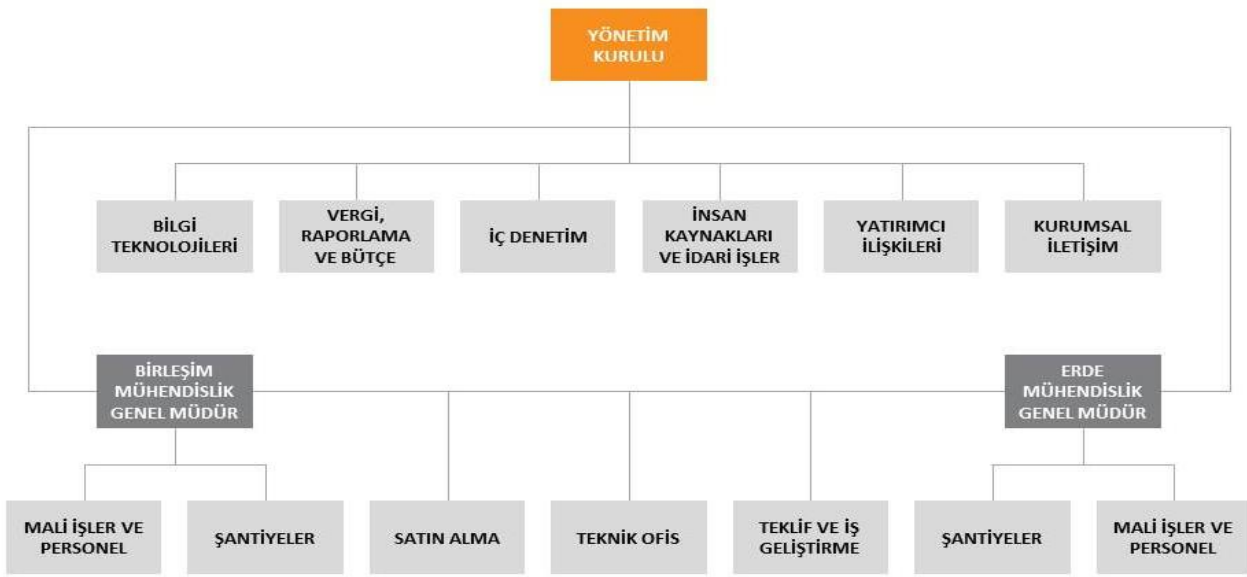 YÖNETİM
KURULU
BİLGİ
TEKNOLOJİLERİ
VERGİ,
RAPORLAMA
VE BÜTÇE
İÇ DENETİM
İNSAN
KAYNAKLARI
VE İDARİ İŞLER
YATIRIMCI
İLİŞKİLERİ
KURUMSAL
İLETİŞİM
BİRLEŞİM
MÜHENDİSLİK
GENEL MÜDÜR
ERDE
MÜHENDİSLİK
GENEL MÜDÜR
MALİ İŞLER VE
PERSONEL
ŞANTİYELER
SATIN ALMA
TEKNİK OFİS
TEKLİF VE İŞ
GELİŞTİRME
ŞANTİYELER
MALİ İŞLER VE
PERSONEL